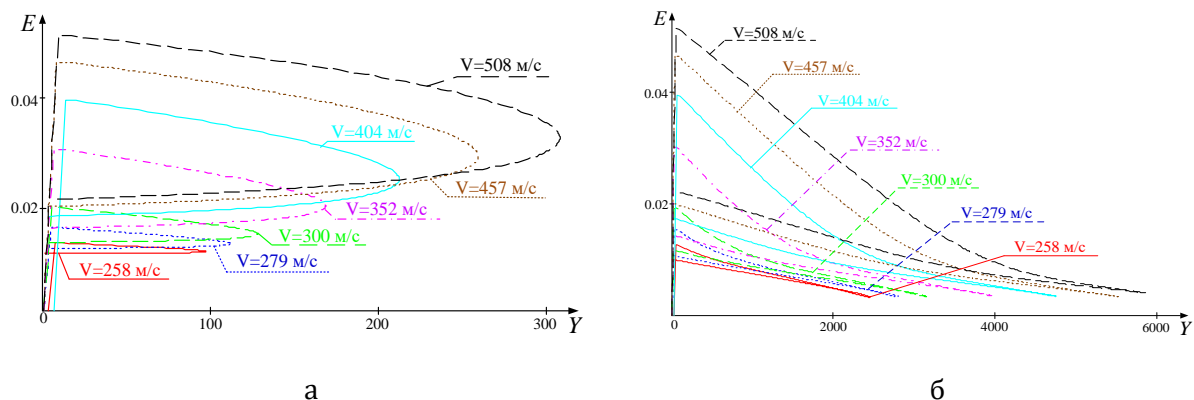 E
V=508 м/с
0.04
V=404 м/с
V=457 м/с
0.02
V=352 м/с
V=300 м/с
V=279 м/с
V=258 м/с
0
100
200
300
Y
а
E
V=508 м/с
V=457 м/с
0.04
V=404 м/с
V=352 м/с
V=300 м/с
0.02
V=279 м/с
V=258 м/с
0
2000
4000
6000
Y
б